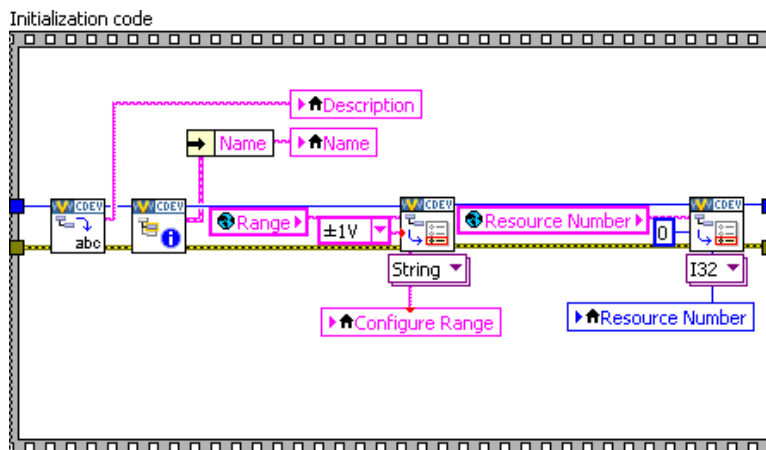 Initialization code
Description
Name
Name
CDEV
abc
CDEV
Range
±1V
CDEV
String
Configure Range
Resource Number
0
CDEV
I32
Resource Number